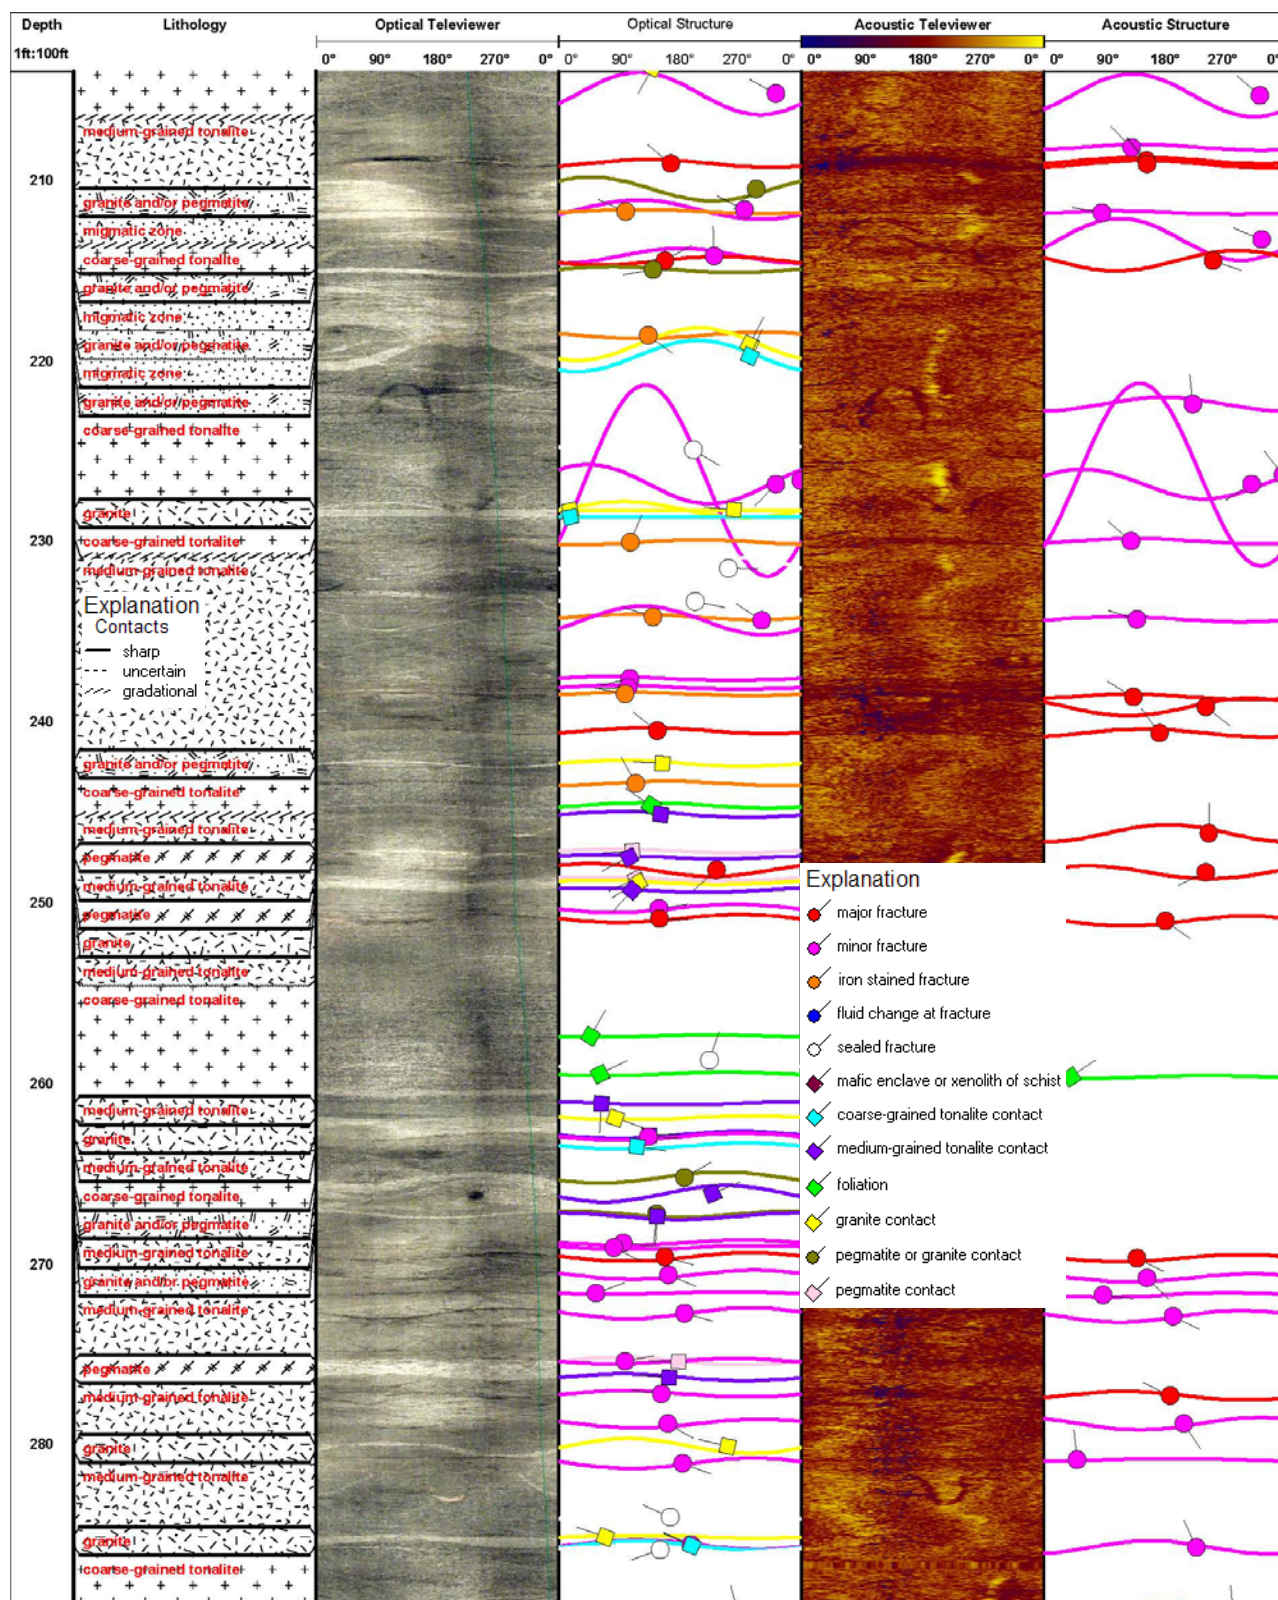 Depth Lithology Optical Televiewer Optical Structure Acoustic Televiewer Acoustic Structure
1ft:100ft 0° 90° 180° 270° 0° 90° 180° 270° 0° 0° 90° 180° 270° 0° 0° 90° 180° 270° 0°
medium-grained tonalite
210
granite and/or pegmatite
migmatic zone
coarse-grained tonalite
granite and/or pegmatite
migmatic zone
granite and/or pegmatite
220
migmatic zone
granite and/or pegmatite
coarse-grained tonalite
granite
230
coarse-grained tonalite
medium-grained tonalite
Explanation
Contacts
sharp
uncertain
gradational
240
granite and/or pegmatite
coarse-grained tonalite
medium-grained tonalite
pegmatite
medium-grained tonalite
250
pegmatite
granite
medium-grained tonalite
coarse-grained tonalite
260
medium-grained tonalite
granite
medium-grained tonalite
coarse-grained tonalite
granite and/or pegmatite
medium-grained tonalite
270
granite and/or pegmatite
medium-grained tonalite
pegmatite
medium-grained tonalite
280
granite
medium-grained tonalite
granite
coarse-grained tonalite
Explanation
major fracture
minor fracture
iron stained fracture
fluid change at fracture
sealed fracture
mafic enclave or xenolith of schist
coarse-grained tonalite contact
medium-grained tonalite contact
foliation
granite contact
pegmatite or granite contact
pegmatite contact